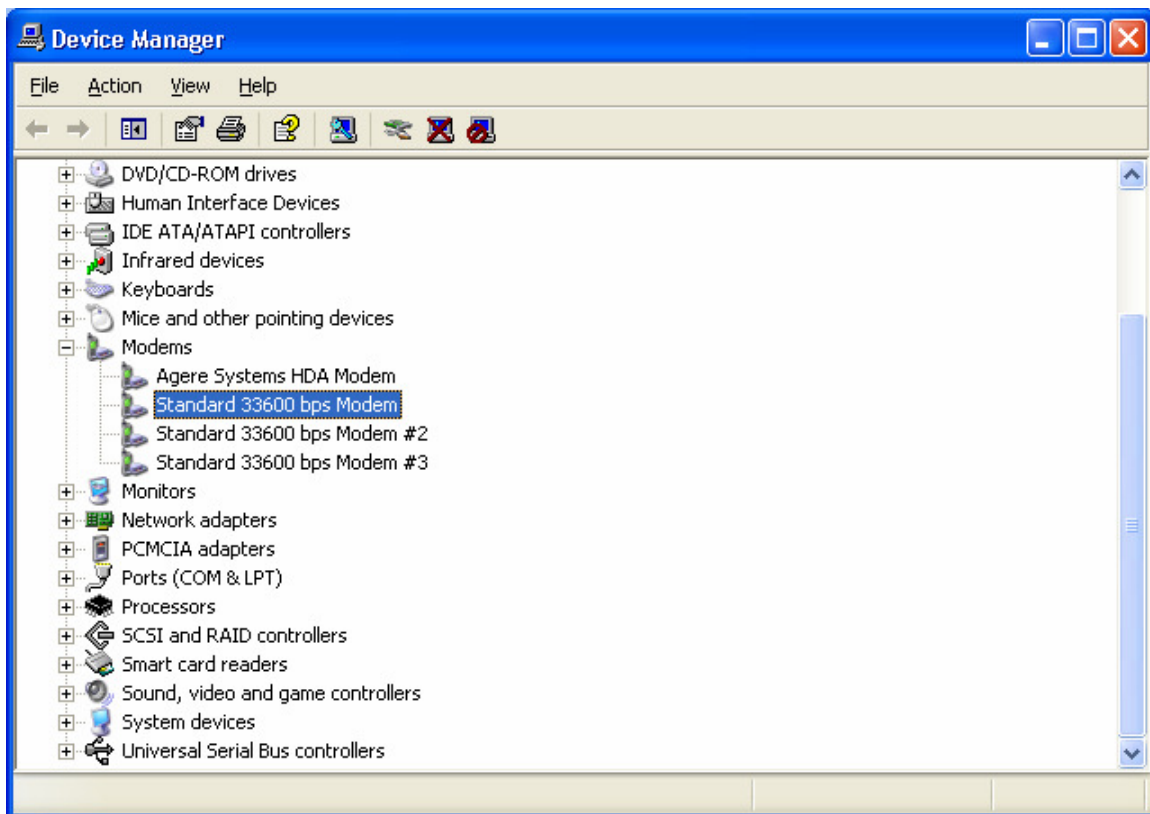 Device Manager
File Action View Help
DVD/CD-ROM drives
Human Interface Devices
IDE ATA/ATAPI controllers
Infrared devices
Keyboards
Mice and other pointing devices
Modems
Agere Systems HDA Modem
Standard 33600 bps Modem
Standard 33600 bps Modem #2
Standard 33600 bps Modem #3
Monitors
Network adapters
PCMCIA adapters
Ports (COM & LPT)
Processors
SCSI and RAID controllers
Smart card readers
Sound, video and game controllers
System devices
Universal Serial Bus controllers